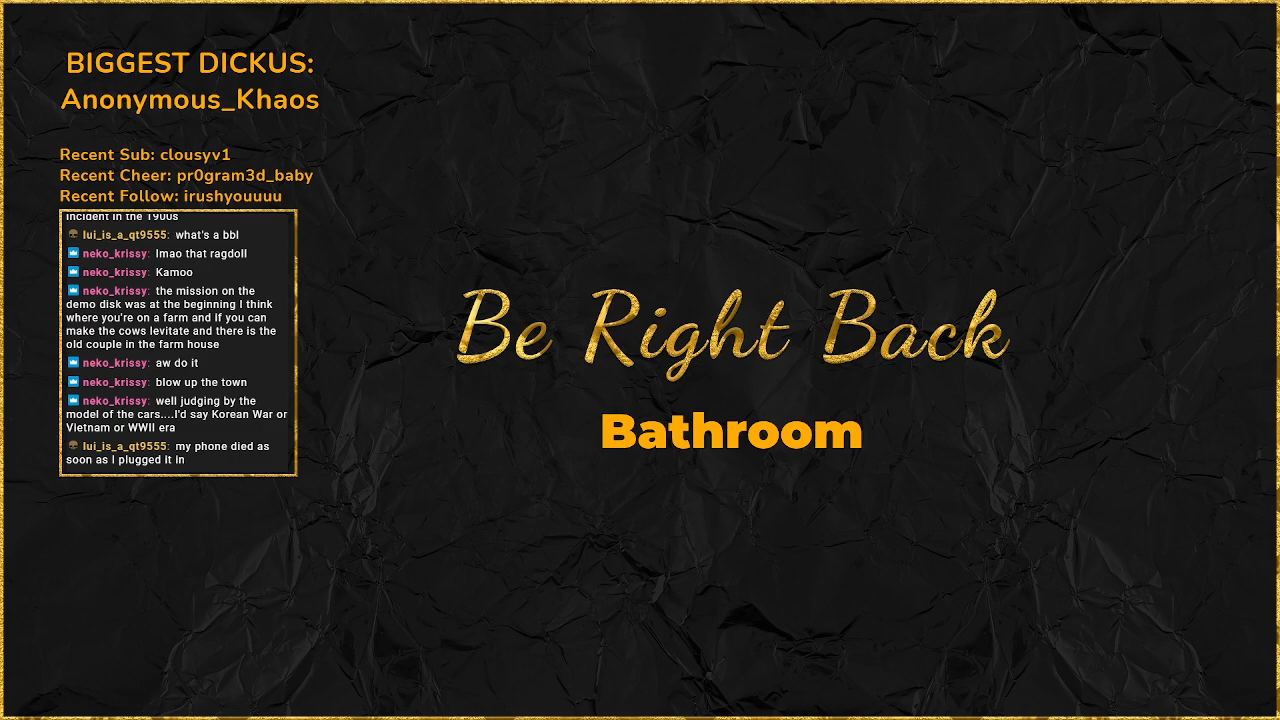 BIGGEST DICKUS:
Anonymous_Khaos
Recent Sub: clousyv1
Recent Cheer: pr0gram3d_baby
Recent Follow: irushyouuuu
incident in the 1900s
lui_is_a_qt9555: what's a bbl
neko_krissy: lmao that ragdoll
neko_krissy: Kamoo
neko_krissy: the mission on the
demo disk was at the beginning I think
where you're on a farm and if you can
make the cows levitate and there is the
old couple in the farm house
neko_krissy: aw do it
neko_krissy: blow up the town
neko_krissy: well judging by the
model of the cars....I'd say Korean War or
Vietnam or WWII era
lui_is_a_qt9555: my phone died as
soon as I plugged it in
Be Right Back
Bathroom